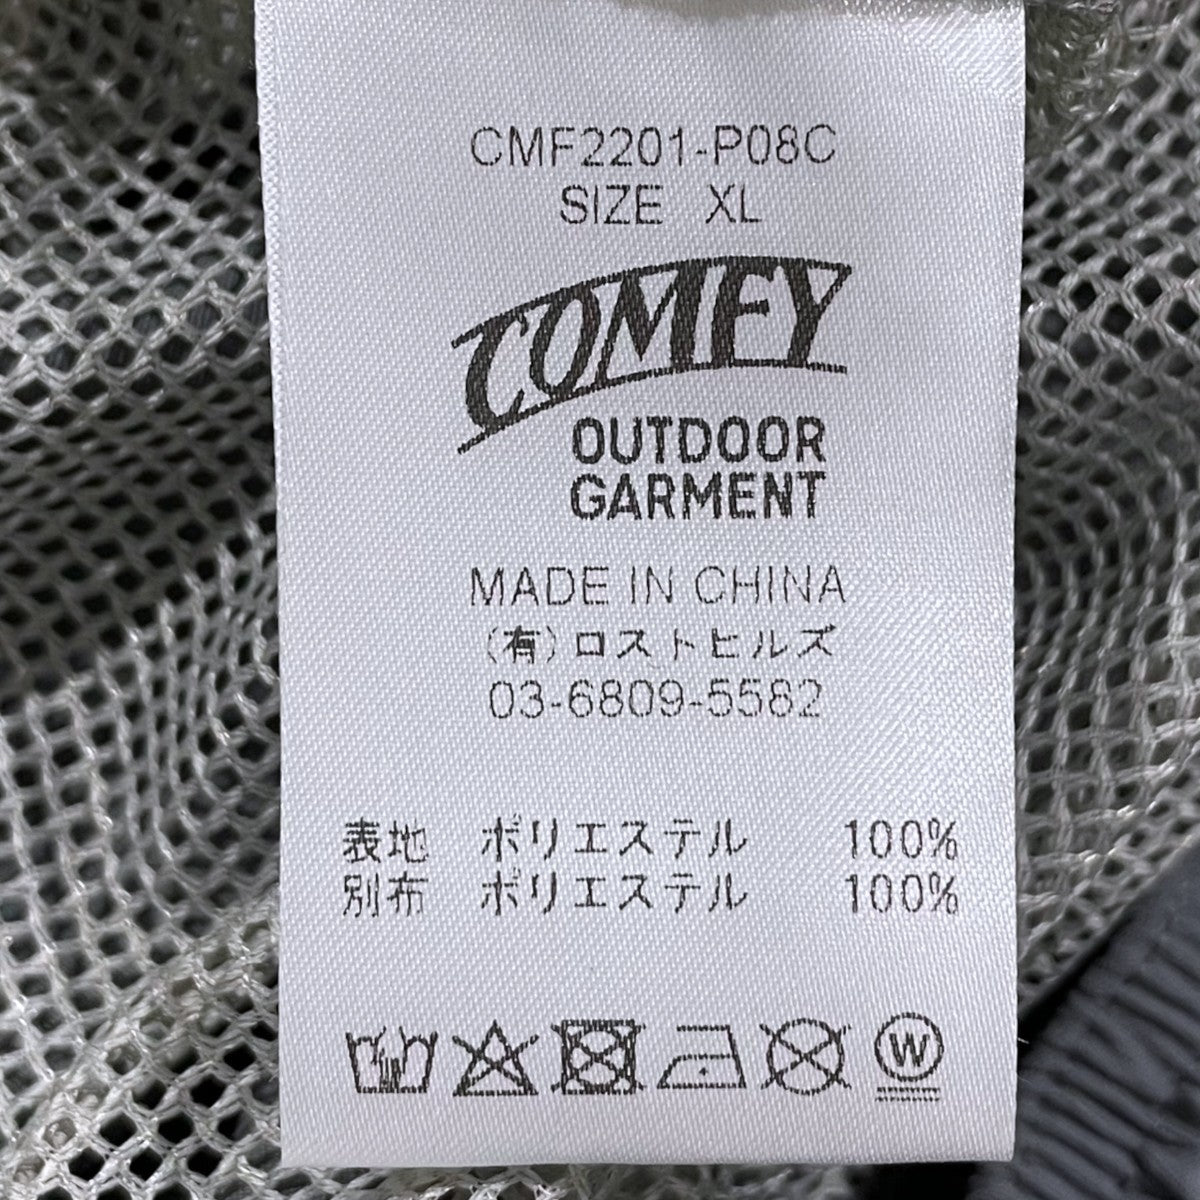 CMF2201-P08C
SIZE XL
COMFY
OUTDOOR
GARMENT
MADE IN CHINA
(有)ロストヒルズ
03-6809-5582
表地 ポリエステル 100%
別布 ポリエステル 100%
W